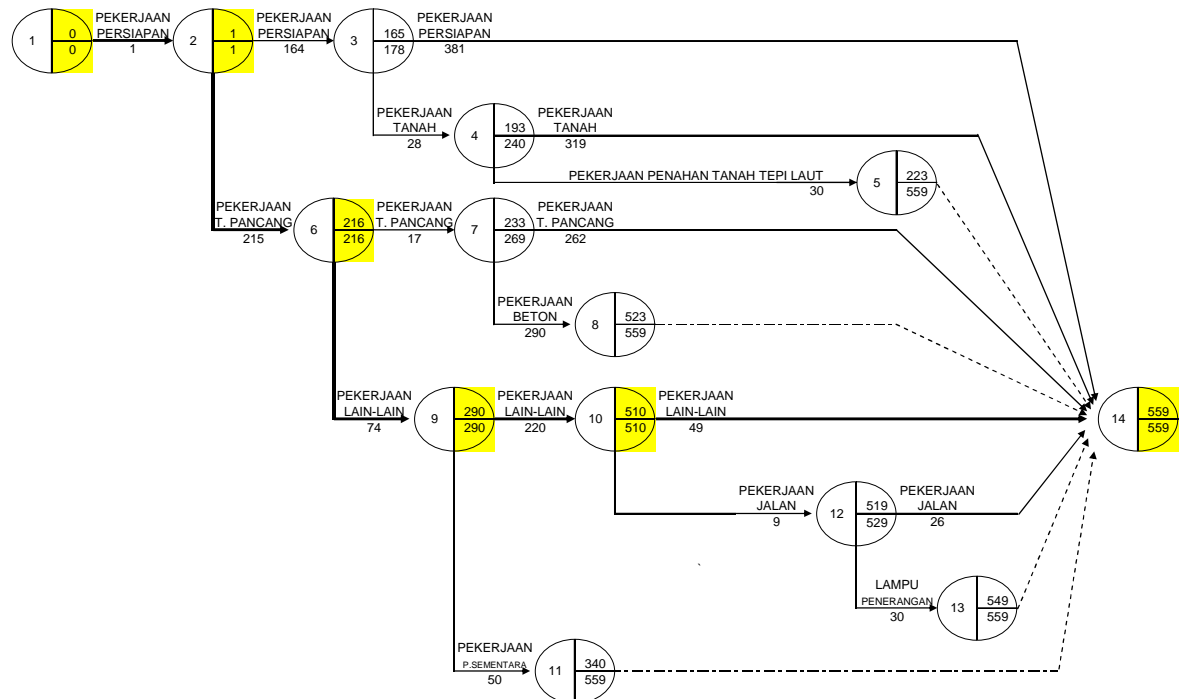 PEKERJAAN
PERSIAPAN
1
PEKERJAAN
PERSIAPAN
164
PEKERJAAN
PERSIAPAN
381
1
0
0
2
1
1
3
165
178
PEKERJAAN
TANAH
28
4
193
240
PEKERJAAN
TANAH
319
PEKERJAAN PENAHAN TANAH TEPI LAUT
30
5
223
559
PEKERJAAN
T. PANCANG
215
6
216
216
PEKERJAAN
T. PANCANG
17
7
233
269
PEKERJAAN
T. PANCANG
262
PEKERJAAN
BETON
290
8
523
559
PEKERJAAN
LAIN-LAIN
74
9
290
290
PEKERJAAN
LAIN-LAIN
220
10
510
510
PEKERJAAN
LAIN-LAIN
49
14
559
559
PEKERJAAN
JALAN
9
12
519
529
PEKERJAAN
JALAN
26
LAMPU
PENERANGAN
30
13
549
559
PEKERJAAN
P.SEMENTARA
50
11
340
559